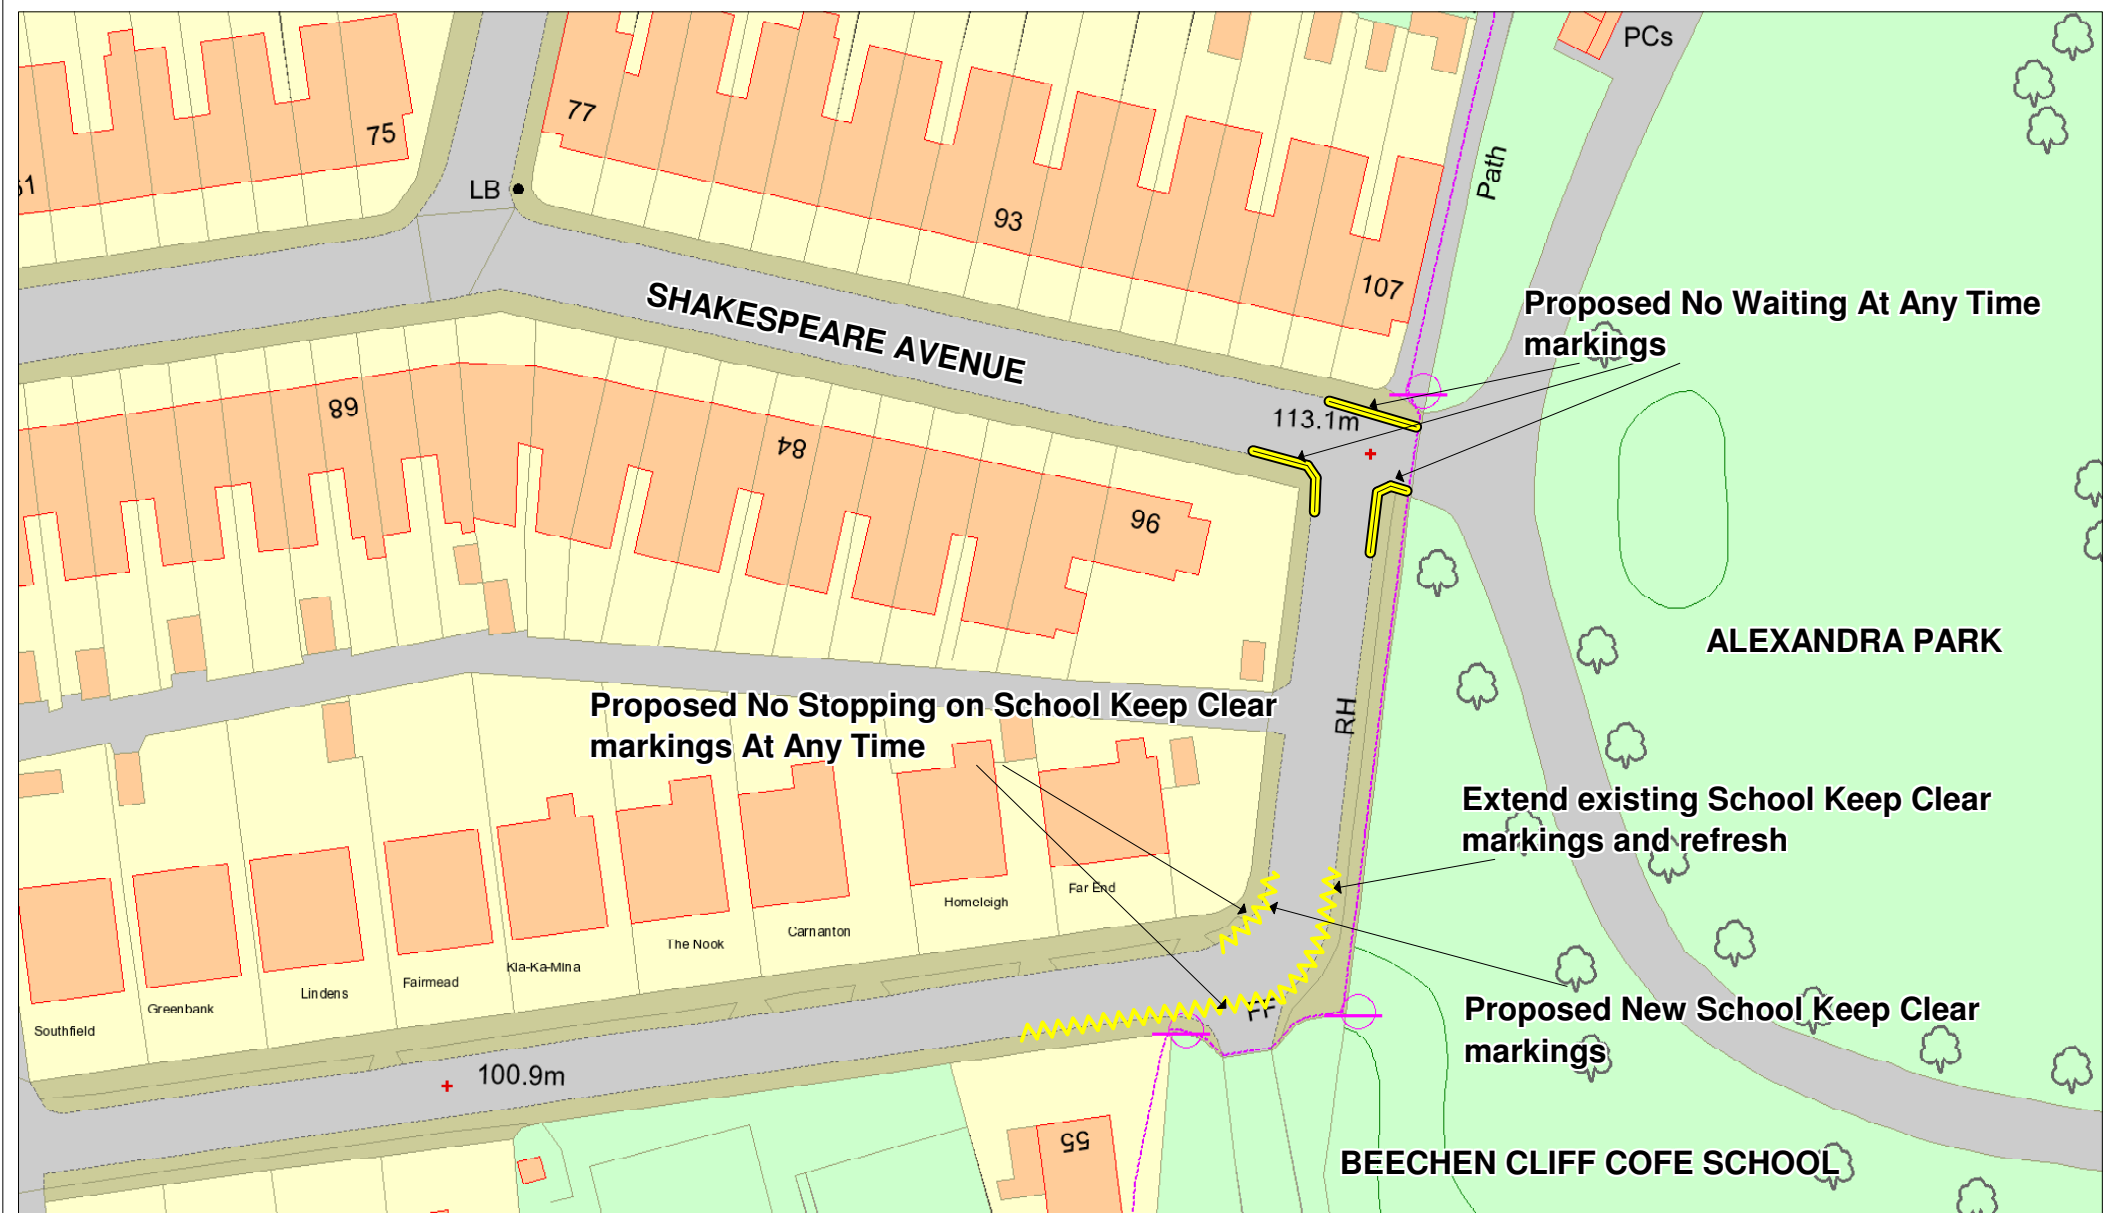 PCs
77
75
51
LB
93
Path
107
SHAKESPEARE AVENUE
Proposed No Waiting At Any Time
markings
68
113.1m
84
96
ALEXANDRA PARK
Proposed No Stopping on School Keep Clear
markings At Any Time
RH
Extend existing School Keep Clear
markings and refresh
Far End
Homeleigh
Carnanton
The Nook
Kia-Ka-Mina
Fairmead
Lindens
Greenbank
Southfield
FF
Proposed New School Keep Clear
markings
100.9m
55
BEECHEN CLIFF COFE SCHOOL